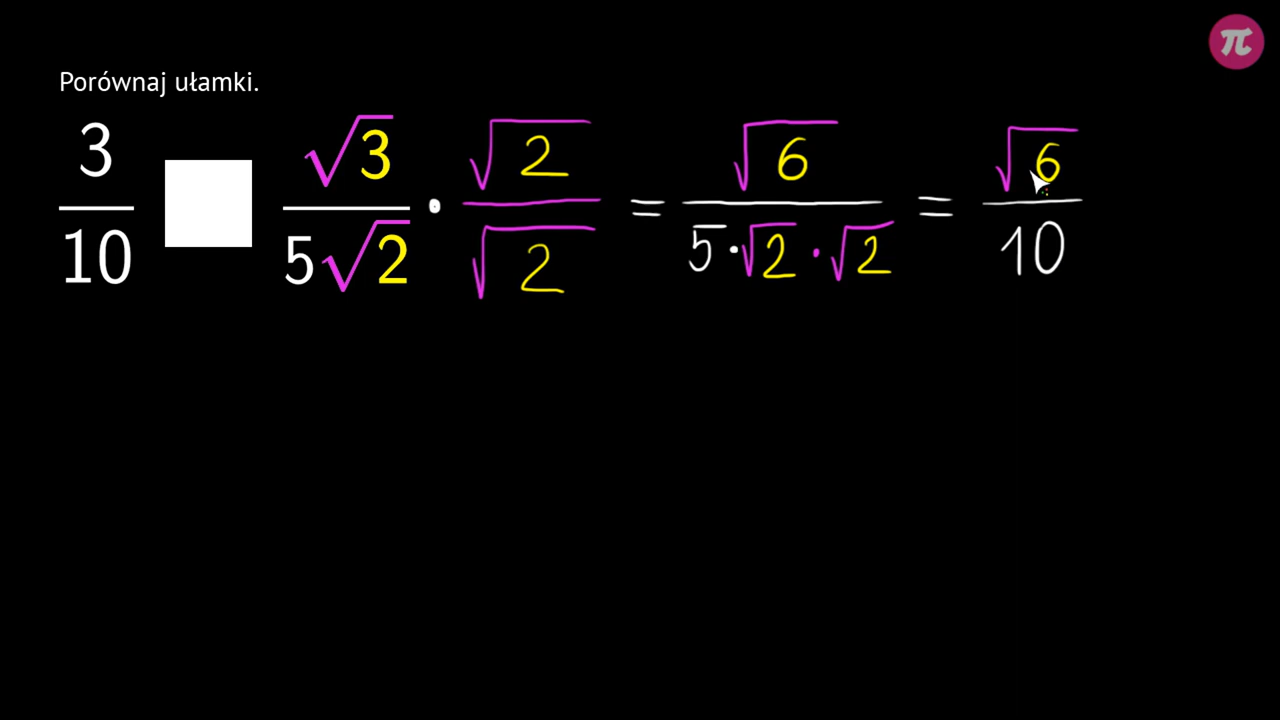 Porównaj ułamki.
3/10 □ √3/5√2 · √2/√2 = √6/5·√2·√2 = √6/10
π